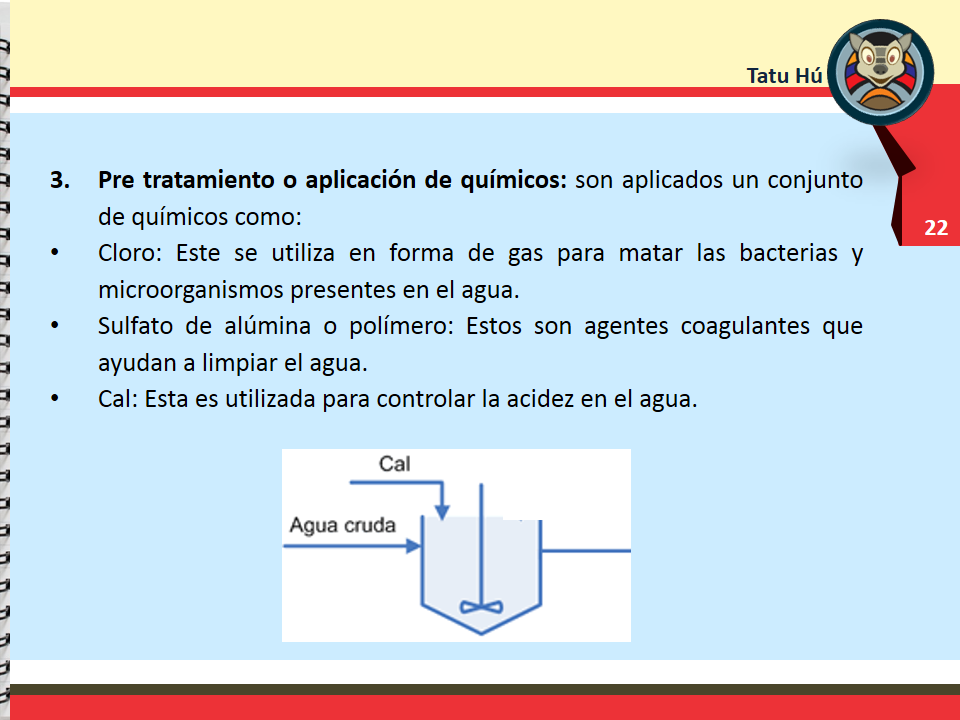 Tatu Hú
22
3. Pre tratamiento o aplicación de químicos: son aplicados un conjunto
de químicos como:
• Cloro: Este se utiliza en forma de gas para matar las bacterias y
microorganismos presentes en el agua.
• Sulfato de alúmina o polímero: Estos son agentes coagulantes que
ayudan a limpiar el agua.
• Cal: Esta es utilizada para controlar la acidez en el agua.
Cal
Agua cruda